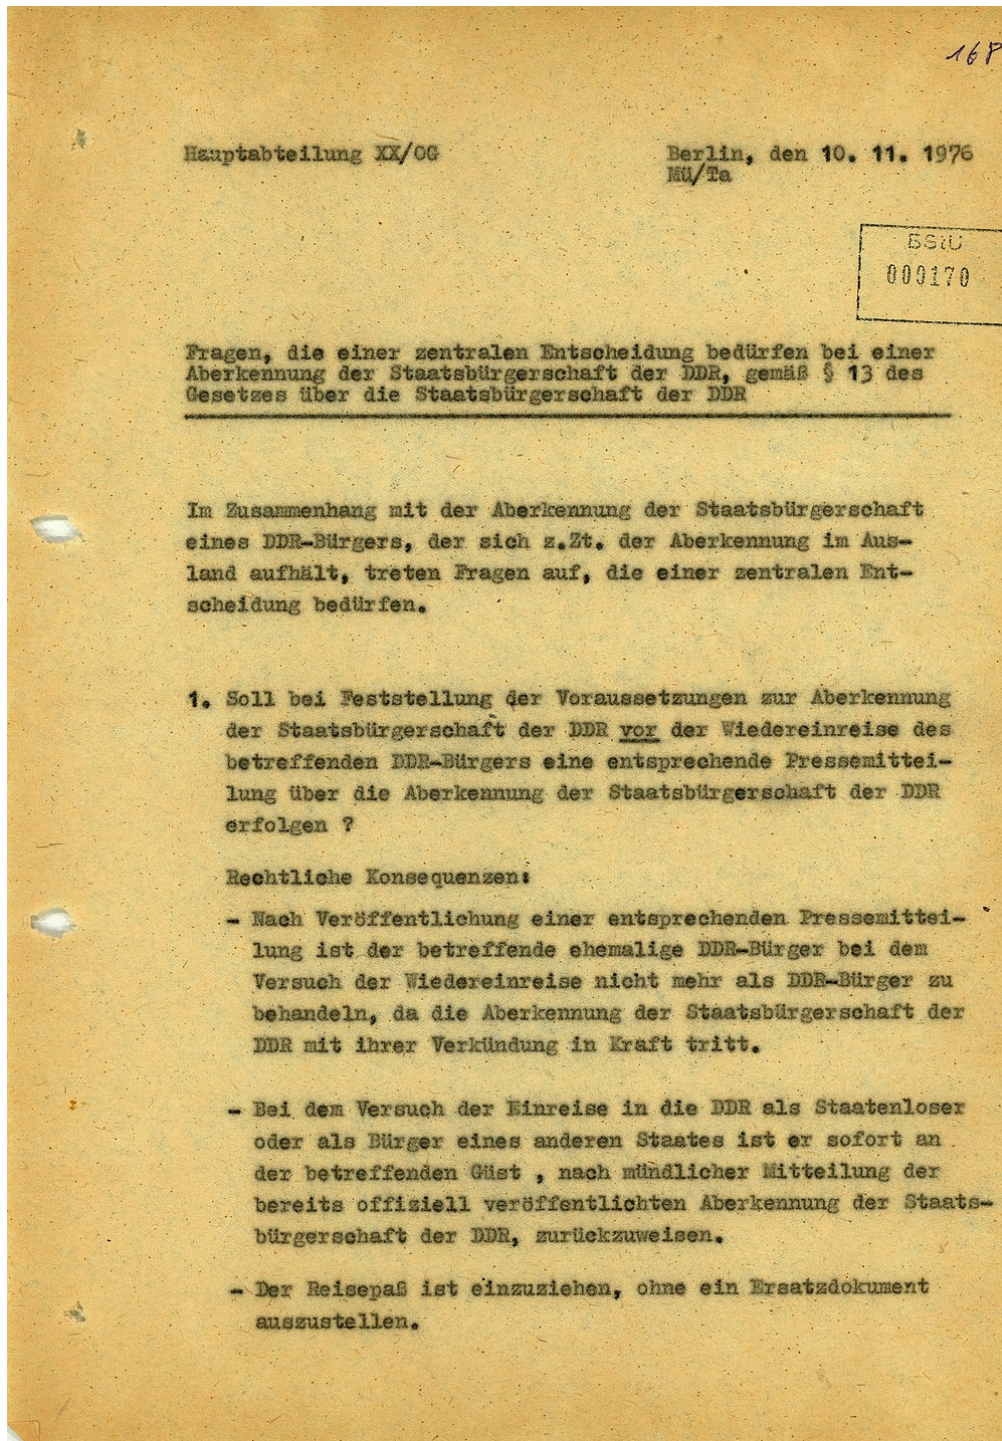 168
Hauptabteilung XX/OG
Berlin, den 10. 11. 1976
Mü/Ta
BStU
000170
Fragen, die einer zentralen Entscheidung bedürfen bei einer
Aberkennung der Staatsbürgerschaft der DDR, gemäß § 13 des
Gesetzes über die Staatsbürgerschaft der DDR
Im Zusammenhang mit der Aberkennung der Staatsbürgerschaft
eines DDR-Bürgers, der sich z.Zt. der Aberkennung im Aus-
land aufhält, treten Fragen auf, die einer zentralen Ent-
scheidung bedürfen.
1. Soll bei Feststellung der Voraussetzungen zur Aberkennung
der Staatsbürgerschaft der DDR vor der Wiedereinreise des
betreffenden DDR-Bürgers eine entsprechende Pressemittei-
lung über die Aberkennung der Staatsbürgerschaft der DDR
erfolgen ?
Rechtliche Konsequenzen:
- Nach Veröffentlichung einer entsprechenden Pressemittei-
lung ist der betreffende ehemalige DDR-Bürger bei dem
Versuch der Wiedereinreise nicht mehr als DDR-Bürger zu
behandeln, da die Aberkennung der Staatsbürgerschaft der
DDR mit ihrer Verkündung in Kraft tritt.
- Bei dem Versuch der Einreise in die DDR als Staatenloser
oder als Bürger eines anderen Staates ist er sofort an
der betreffenden Güst , nach mündlicher Mitteilung der
bereits offiziell veröffentlichten Aberkennung der Staats-
bürgerschaft der DDR, zurückzuweisen.
- Der Reisepaß ist einzuziehen, ohne ein Ersatzdokument
auszustellen.